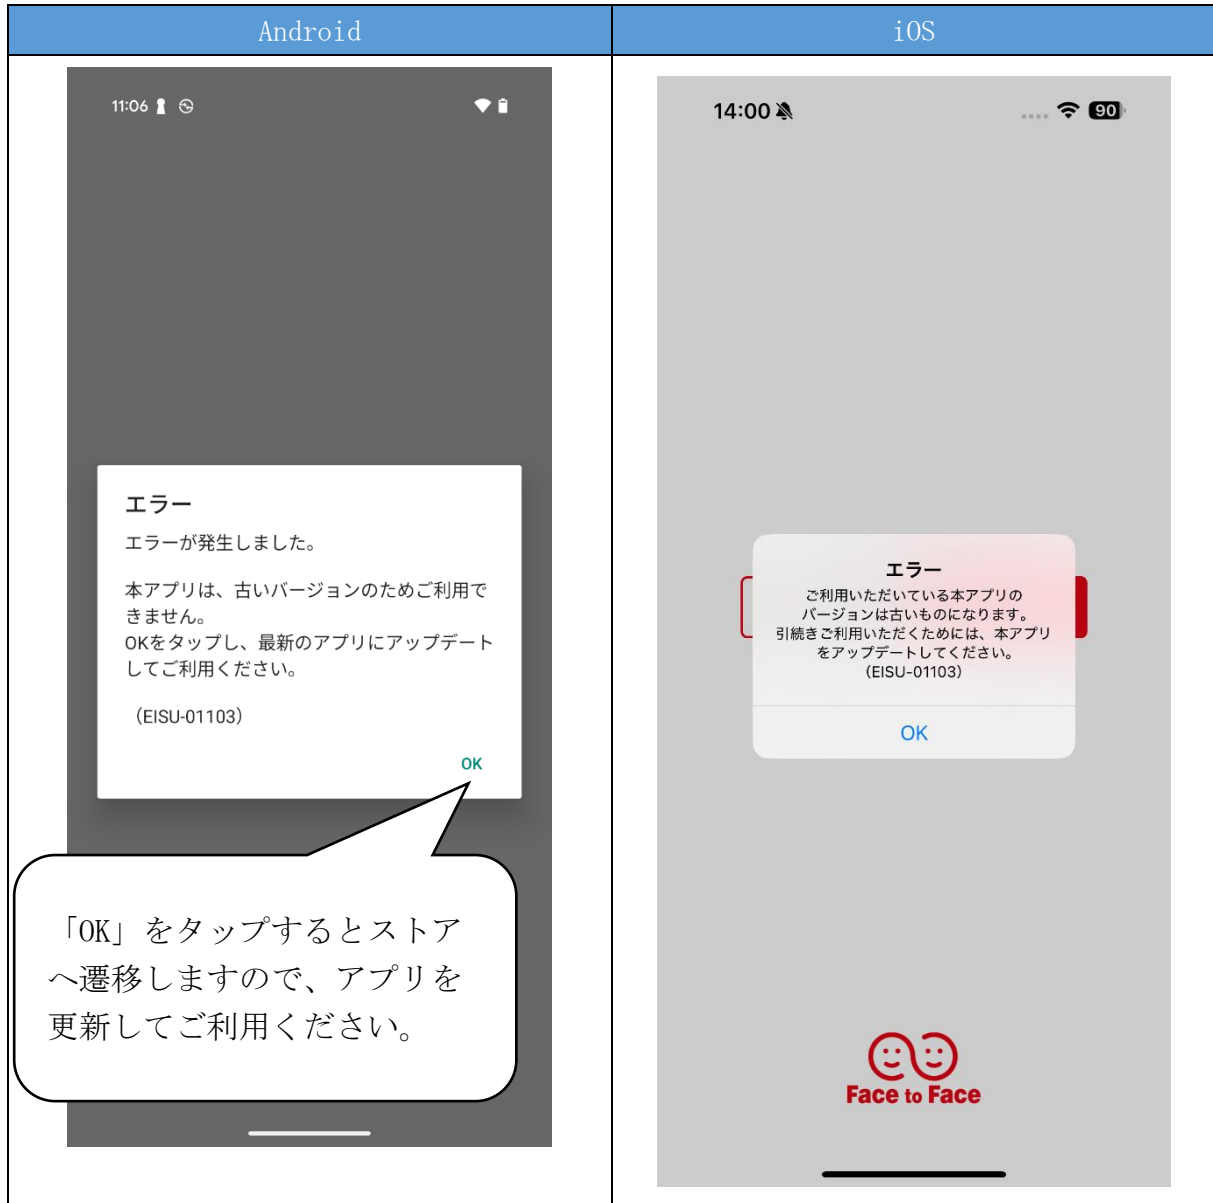 Android
iOS
11:06
エラー
エラーが発生しました。
本アプリは、古いバージョンのためご利用で
きません。
OKをタップし、最新のアプリにアップデート
してご利用ください。
（EISU-01103）
OK
「OK」をタップするとストア
へ遷移しますので、アプリを
更新してご利用ください。
14:00
90
エラー
ご利用いただいている本アプリの
バージョンは古いものになります。
引続きご利用いただくためには、本アプリ
をアップデートしてください。
（EISU-01103）
OK
Face to Face